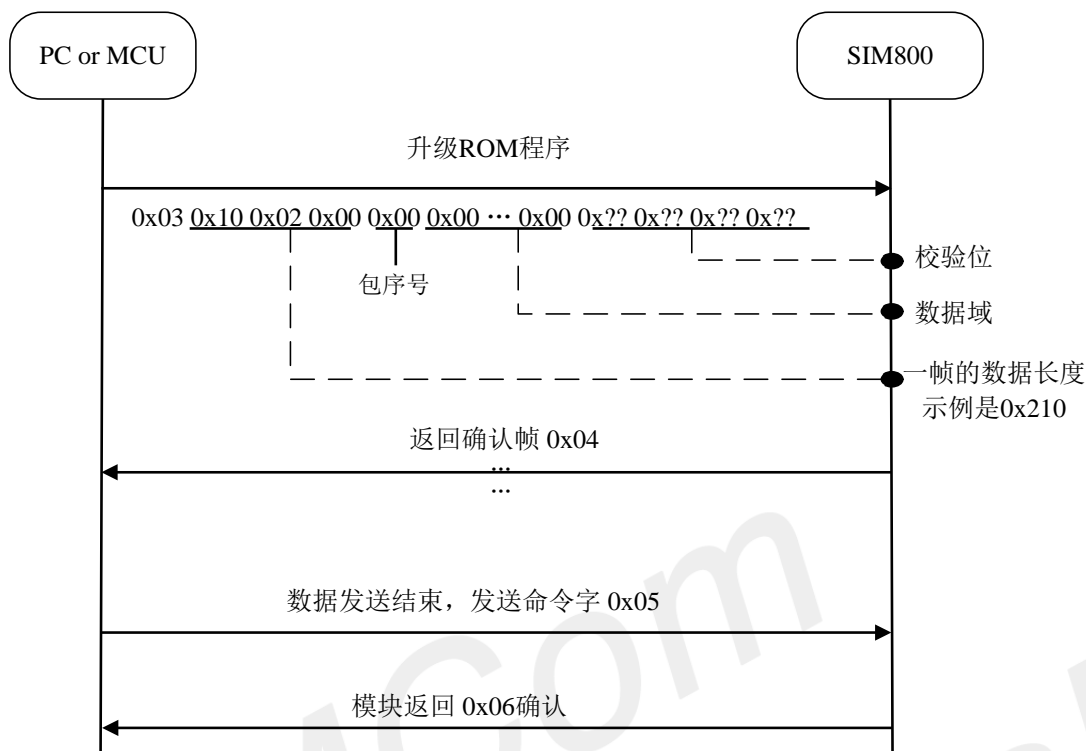 PC or MCU
SIM800
升级ROM程序
0x03 0x10 0x02 0x00 0x00 0x00 ··· 0x00 0x?? 0x?? 0x?? 0x??
包序号
校验位
数据域
一帧的数据长度
示例是0x210
返回确认帧 0x04
...
...
数据发送结束，发送命令字 0x05
模块返回 0x06确认